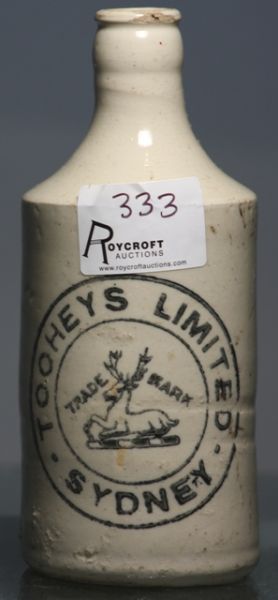 333
ROYCROFT
AUCTIONS
www.roycroftauctions.com
TOOHEYS LIMITED
TRADE MARK
SYDNEY